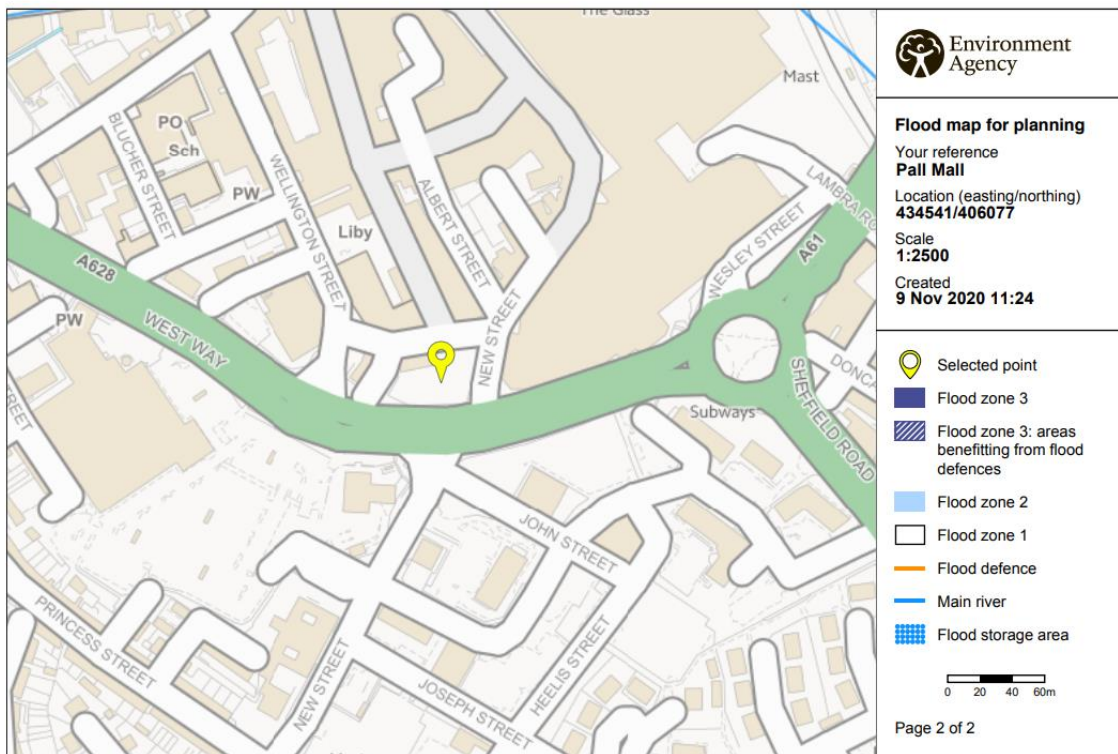 The Glass
Mast
PO
Sch
BLUCHER STREET
PW
WELLINGTON STREET
Liby
ALBERT STREET
NEW STREET
WESLEY STREET
A61
A628
WEST WAY
PW
Subways
SHEFFIELD ROAD
JOHN STREET
PRINCESS STREET
NEW STREET
JOSEPH STREET
HEELIS STREET
Environment
Agency
Flood map for planning
Your reference
Pall Mall
Location (easting/northing)
434541/406077
Scale
1:2500
Created
9 Nov 2020 11:24
Selected point
Flood zone 3
Flood zone 3: areas
benefitting from flood
defences
Flood zone 2
Flood zone 1
Flood defence
Main river
Flood storage area
0 20 40 60m
Page 2 of 2